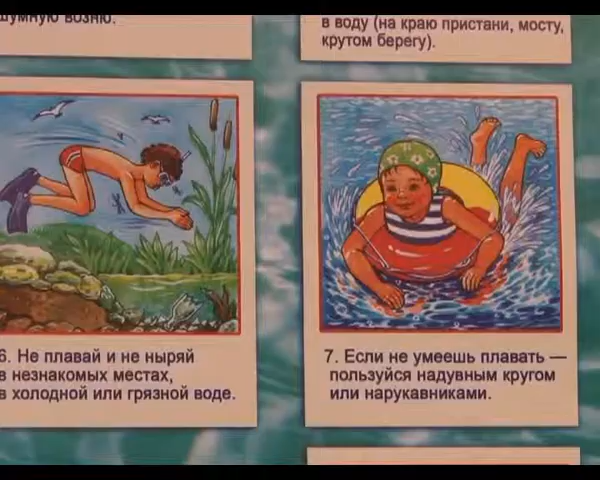 шумную возню.
в воду (на краю пристани, мосту,
крутом берегу).
6. Не плавай и не ныряй
в незнакомых местах,
в холодной или грязной воде.
7. Если не умеешь плавать —
пользуйся надувным кругом
или нарукавниками.